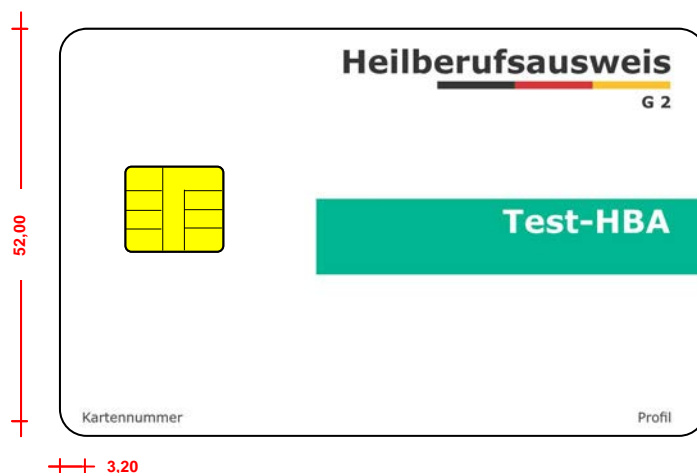 Heilberufsausweis
G 2
Test-HBA
52,00
Kartennummer
Profil
3,20